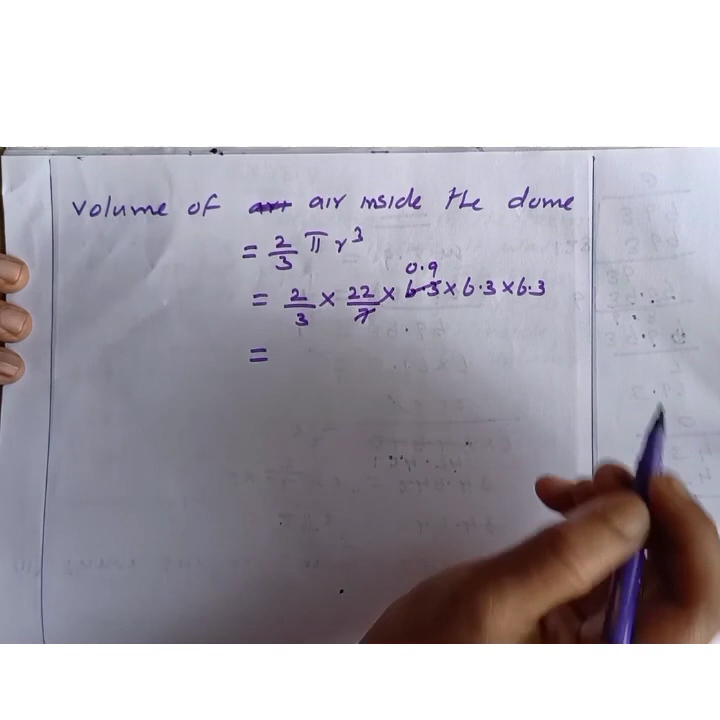 volume of air air inside the dome
= 2/3 π r³
0.9
= 2/3 × 22/7 × 6.3 × 6.3 × 6.3
=